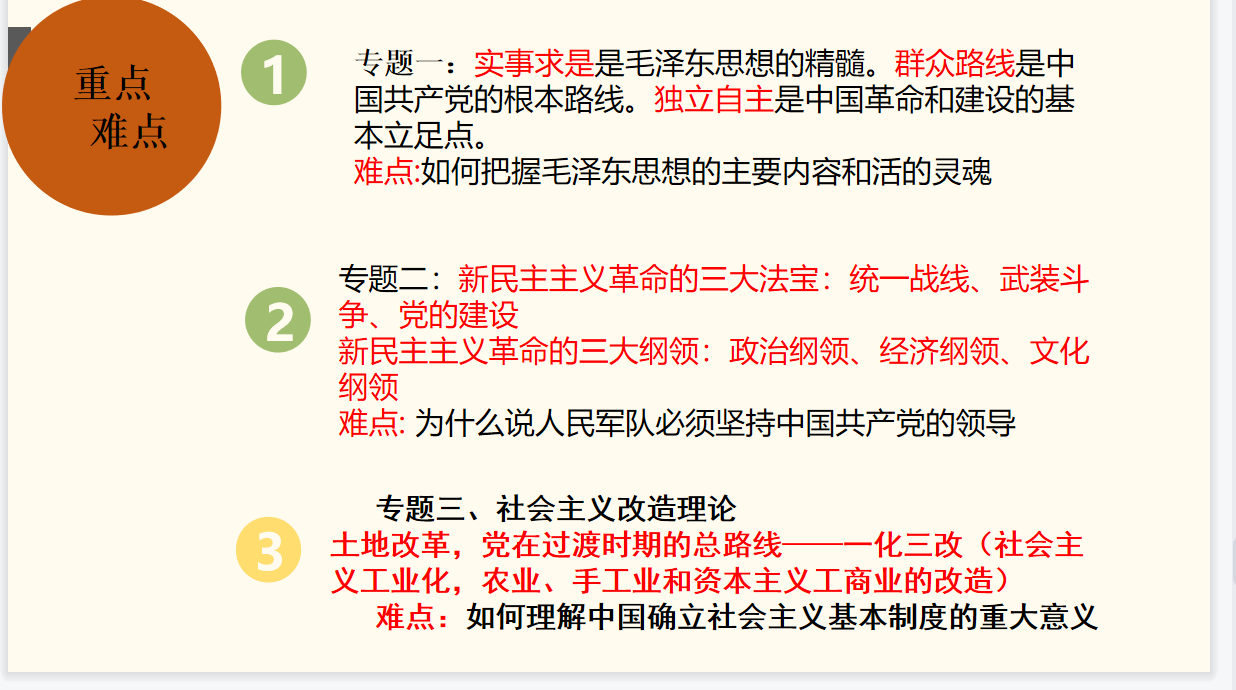 重点
难点
1
专题一：实事求是是毛泽东思想的精髓。群众路线是中
国共产党的根本路线。独立自主是中国革命和建设的基
本立足点。
难点:如何把握毛泽东思想的主要内容和活的灵魂
2
专题二：新民主主义革命的三大法宝：统一战线、武装斗
争、党的建设
新民主主义革命的三大纲领：政治纲领、经济纲领、文化
纲领
难点: 为什么说人民军队必须坚持中国共产党的领导
3
专题三、社会主义改造理论
土地改革，党在过渡时期的总路线——一化三改（社会主
义工业化，农业、手工业和资本主义工商业的改造）
难点：如何理解中国确立社会主义基本制度的重大意义